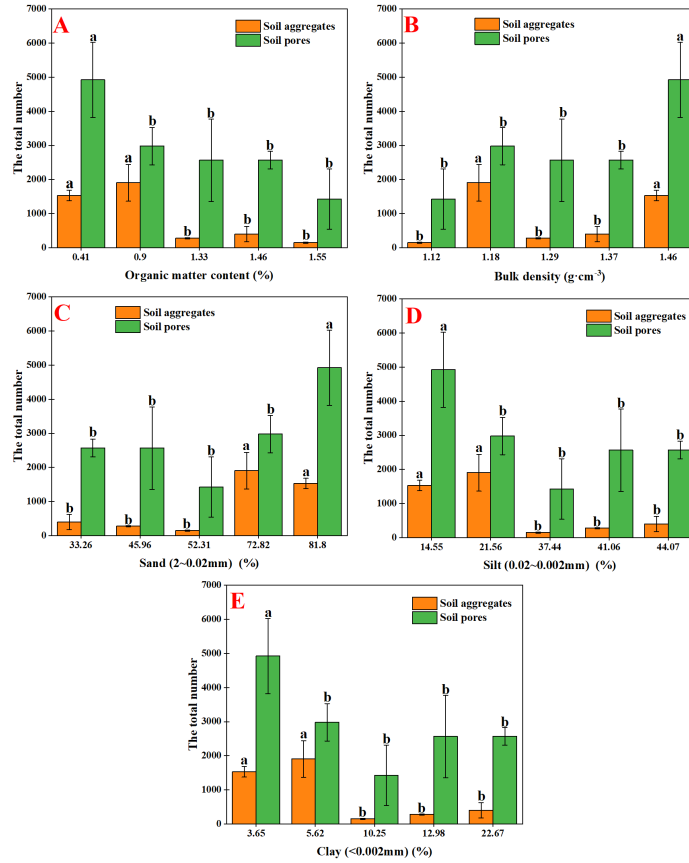 A
Soil aggregates
Soil pores
The total number
7000
6000
5000
4000
3000
2000
1000
0
a
a
a
b
b
b
b
b
b
b
0.41
0.9
1.33
1.46
1.55
Organic matter content (%)
B
Soil aggregates
Soil pores
The total number
7000
6000
5000
4000
3000
2000
1000
0
b
b
a
b
b
b
b
b
a
a
1.12
1.18
1.29
1.37
1.46
Bulk density (g·cm-3)
C
Soil aggregates
Soil pores
The total number
7000
6000
5000
4000
3000
2000
1000
0
b
b
b
b
b
b
a
b
a
a
33.26
45.96
52.31
72.82
81.8
Sand (2~0.02mm) (%)
D
Soil aggregates
Soil pores
The total number
7000
6000
5000
4000
3000
2000
1000
0
a
a
a
b
b
b
b
b
b
b
14.55
21.56
37.44
41.06
44.07
Silt (0.02~0.002mm) (%)
E
Soil aggregates
Soil pores
The total number
7000
6000
5000
4000
3000
2000
1000
0
a
a
a
b
b
b
b
b
b
b
3.65
5.62
10.25
12.98
22.67
Clay (<0.002mm) (%)